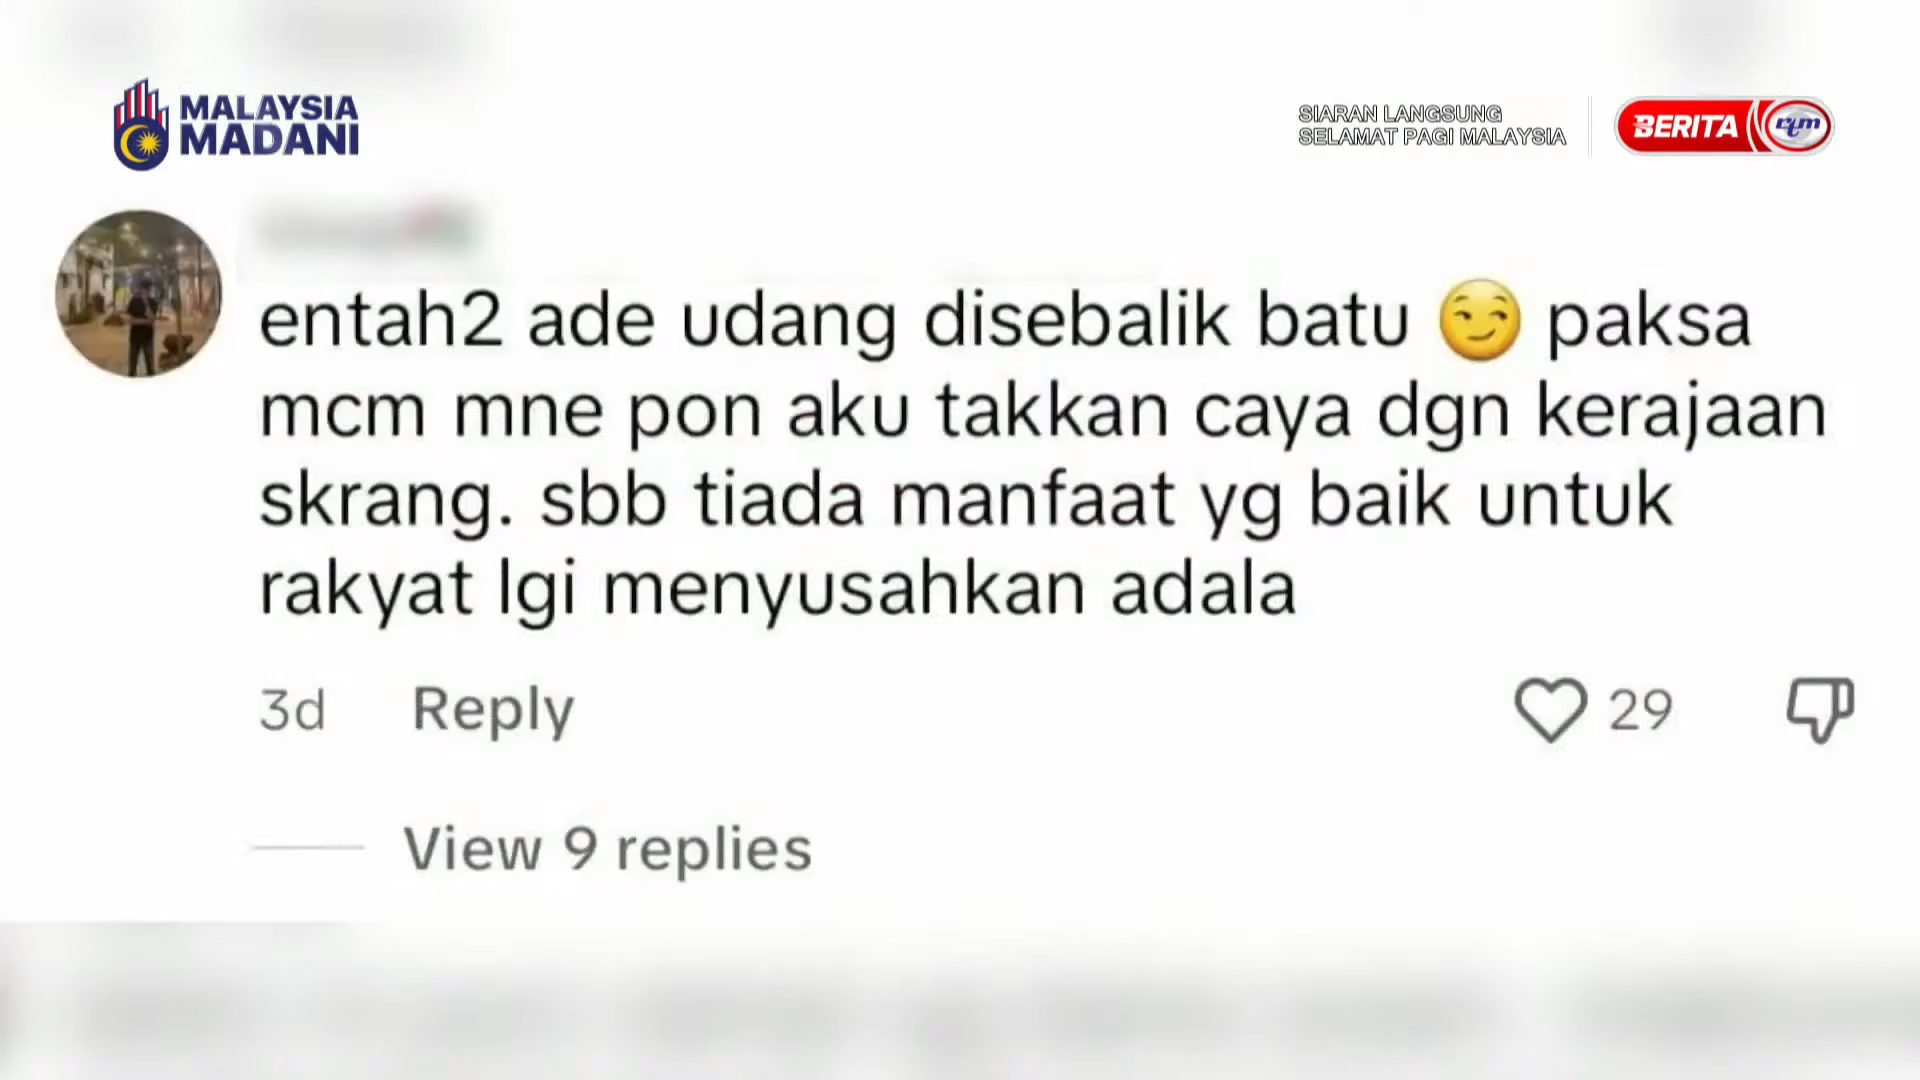 MALAYSIA
MADANI
SIARAN LANGSUNG
SELAMAT PAGI MALAYSIA
BERITA rtm
entah2 ade udang disebalik batu 😏 paksa
mcm mne pon aku takkan caya dgn kerajaan
skrang. sbb tiada manfaat yg baik untuk
rakyat lgi menyusahkan adala
3d Reply 29
View 9 replies